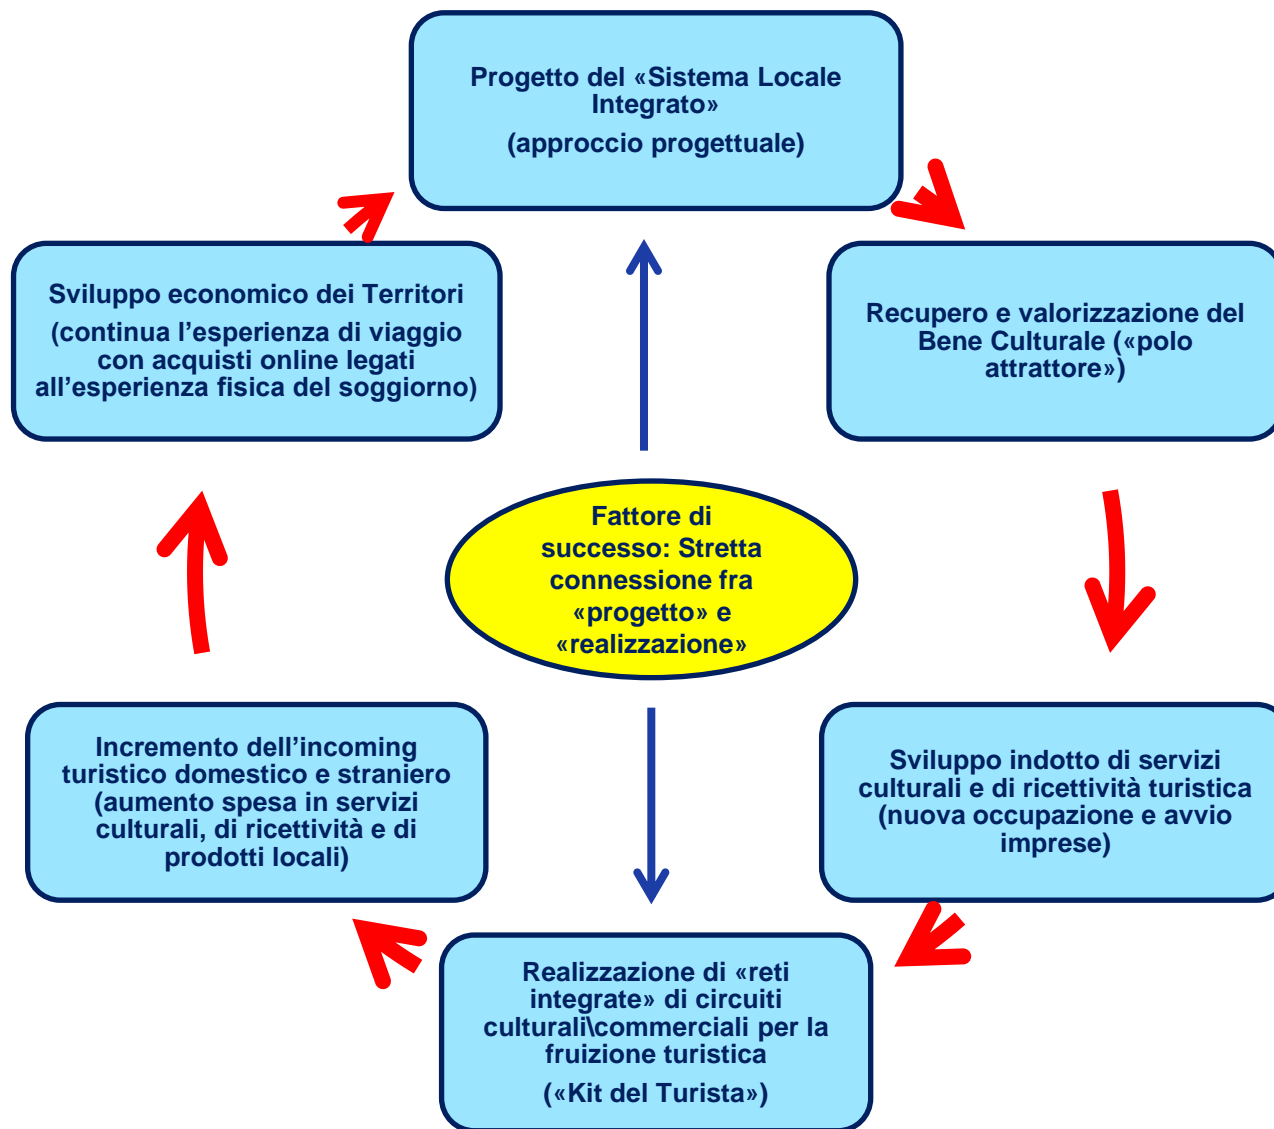 Progetto del «Sistema Locale
Integrato»
(approccio progettuale)
Recupero e valorizzazione del
Bene Culturale («polo
attrattore»)
Sviluppo indotto di servizi
culturali e di ricettività turistica
(nuova occupazione e avvio
imprese)
Realizzazione di «reti
integrate» di circuiti
culturali\commerciali per la
fruizione turistica
(«Kit del Turista»)
Incremento dell’incoming
turistico domestico e straniero
(aumento spesa in servizi
culturali, di ricettività e di
prodotti locali)
Sviluppo economico dei Territori
(continua l’esperienza di viaggio
con acquisti online legati
all’esperienza fisica del soggiorno)
Fattore di
successo: Stretta
connessione fra
«progetto» e
«realizzazione»